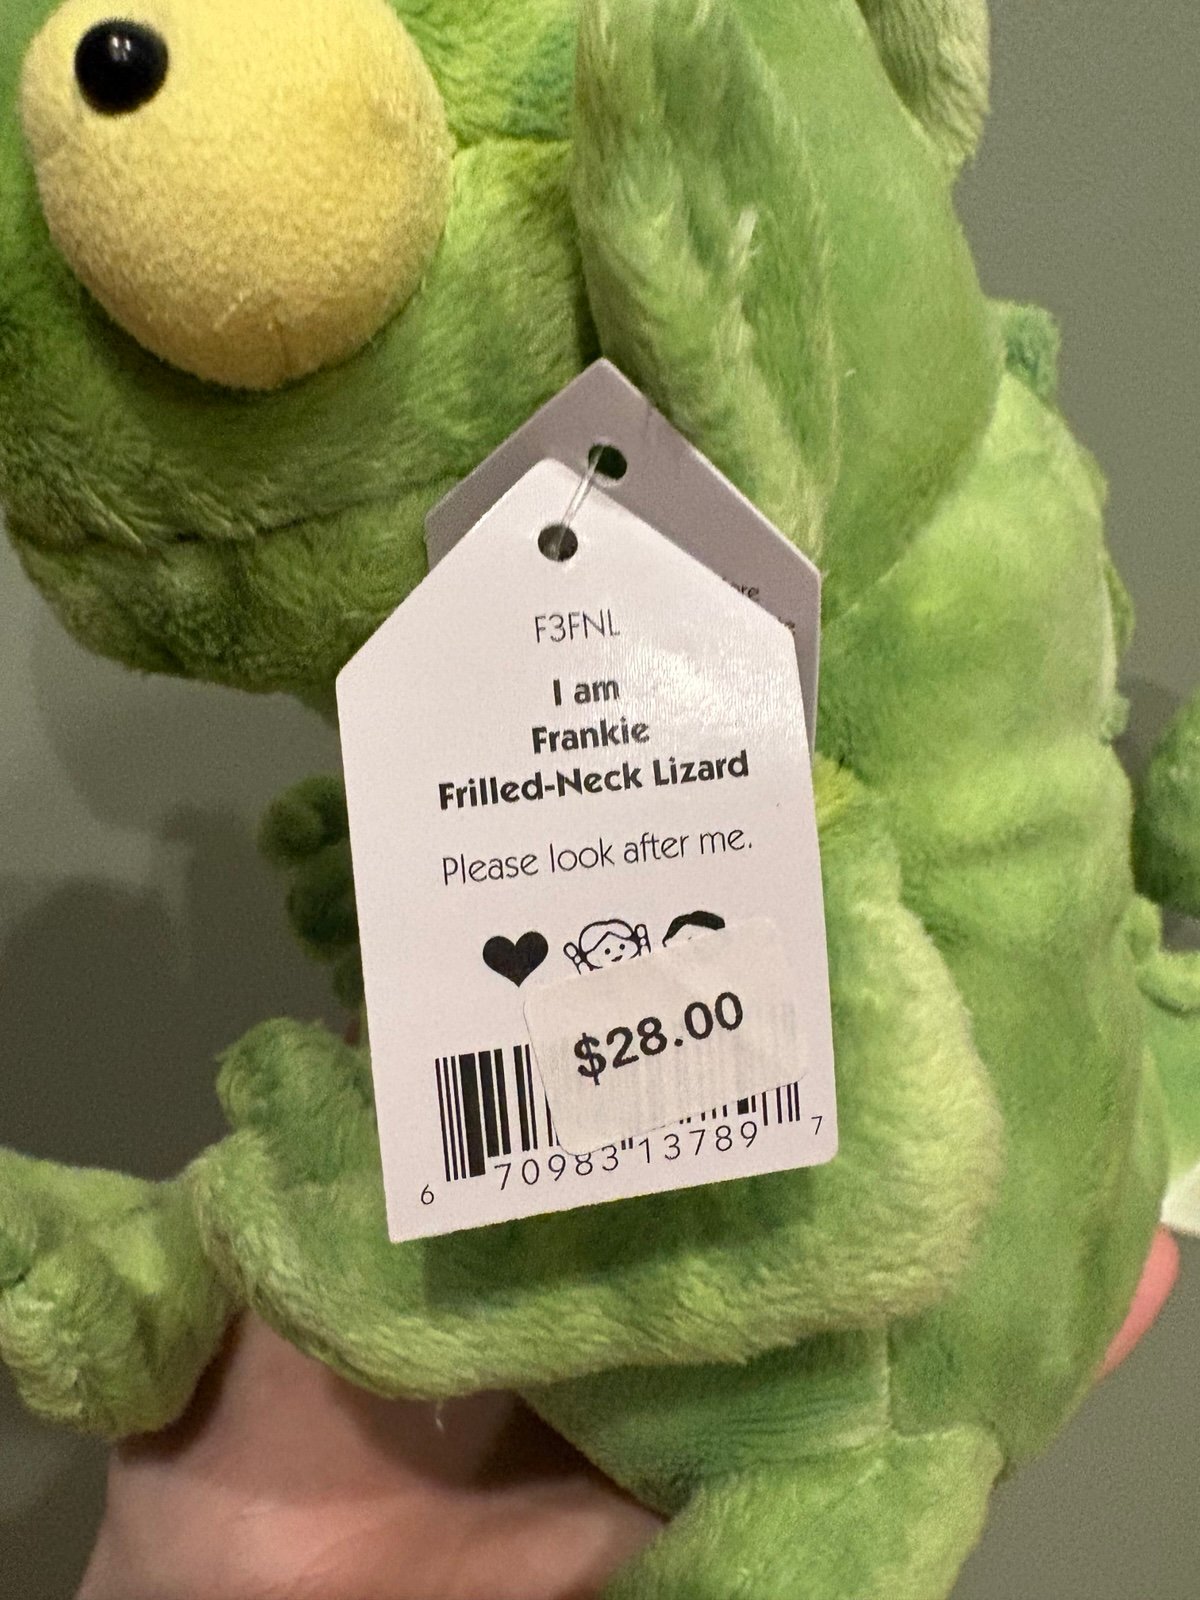 F3FNL
I am
Frankie
Frilled-Neck Lizard
Please look after me.
$28.00
6 70983 13789 7